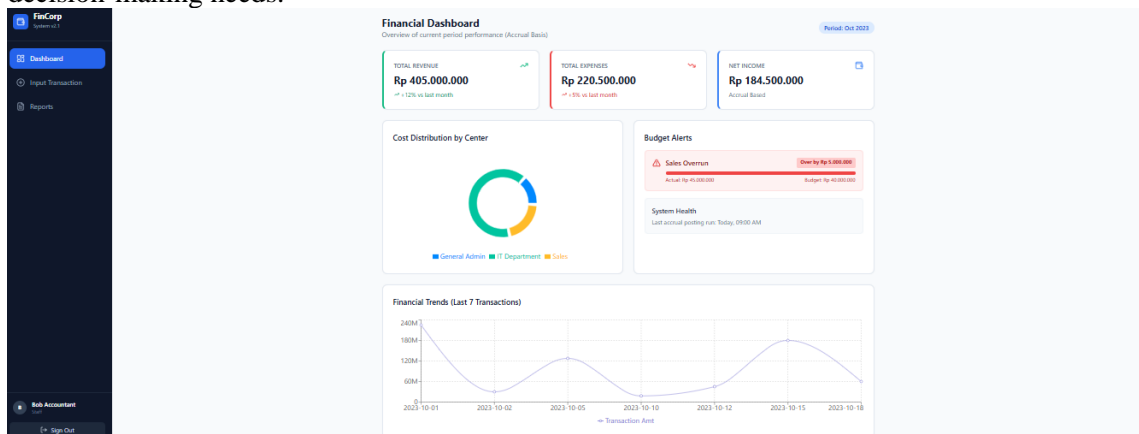 decision-making needs.
FinCorp
System v2.1
Dashboard
Input Transaction
Reports
Bob Accountant
Staff
Sign Out
Financial Dashboard
Overview of current period performance (Accrual Basis)
Period: Oct 2023
TOTAL REVENUE
Rp 405.000.000
+12% vs last month
TOTAL EXPENSES
Rp 220.500.000
+5% vs last month
NET INCOME
Rp 184.500.000
Accrual Based
Cost Distribution by Center
General Admin IT Department Sales
Budget Alerts
Sales Overrun Over by Rp 5.000.000
Actual: Rp 45.000.000 Budget: Rp 40.000.000
System Health
Last accrual posting run: Today, 09:00 AM
Financial Trends (Last 7 Transactions)
240M
180M
120M
60M
0
2023-10-01 2023-10-02 2023-10-05 2023-10-10 2023-10-12 2023-10-15 2023-10-18
Transaction Amt